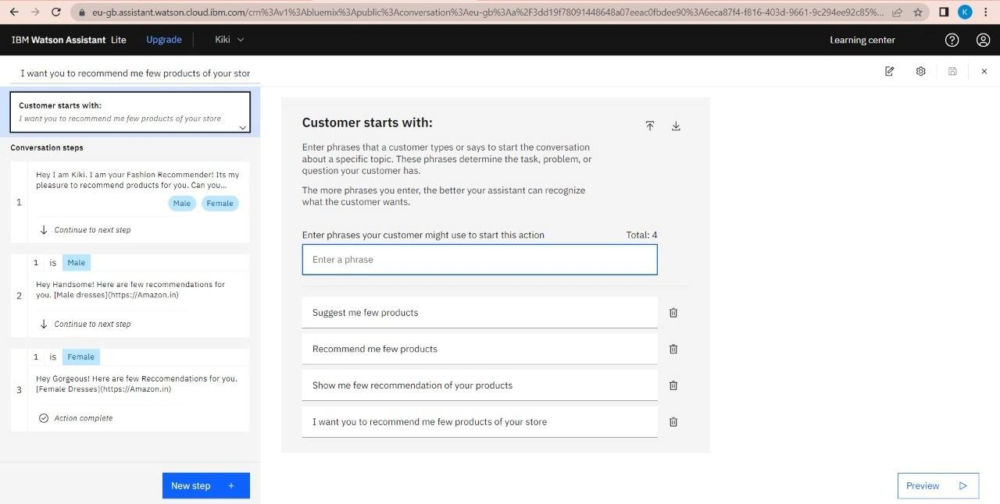 eu-gb.assistant.watson.cloud.ibm.com/crn%3Av1%3Abluemix%3Apublic%3Aconversation%3Aeu-gb%3Aa%2F3dd19f78091448648a07eeac0fbdee90%3A6eca87f4-f816-403d-9661-9c294ee92c85%...
K
IBM Watson Assistant Lite
Upgrade
Kiki
Learning center
I want you to recommend me few products of your stor
Customer starts with:
I want you to recommend me few products of your store
Conversation steps
1
Hey I am Kiki. I am your Fashion Recommender! Its my
pleasure to recommend products for you. Can you...
Male Female
Continue to next step
2
1 is Male
Hey Handsome! Here are few recommendations for
you. [Male dresses](https://Amazon.in)
Continue to next step
3
1 is Female
Hey Gorgeous! Here are few Reccomendations for you.
[Female Dresses](https://Amazon.in)
Action complete
New step +
Customer starts with:
Enter phrases that a customer types or says to start the conversation
about a specific topic. These phrases determine the task, problem, or
question your customer has.
The more phrases you enter, the better your assistant can recognize
what the customer wants.
Enter phrases your customer might use to start this action
Total: 4
Enter a phrase
Suggest me few products
Recommend me few products
Show me few recommendation of your products
I want you to recommend me few products of your store
Preview